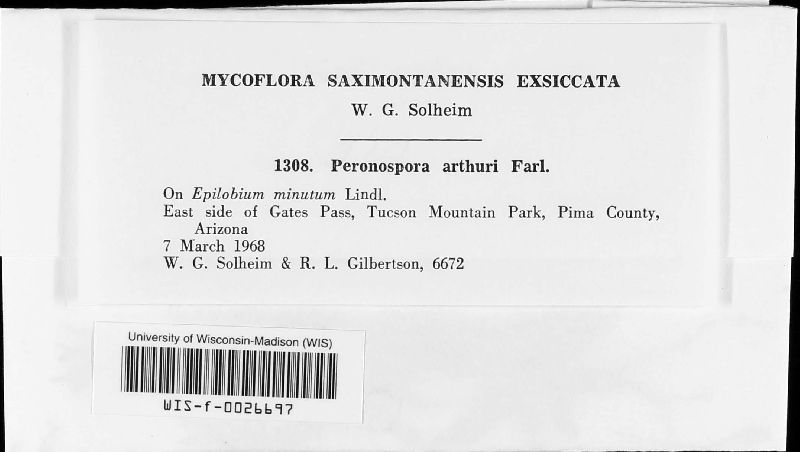 MYCOFLORA SAXIMONTANENSIS EXSICCATA
W. G. Solheim
1308. Peronospora arthuri Farl.
On Epilobium minutum Lindl.
East side of Gates Pass, Tucson Mountain Park, Pima County,
Arizona
7 March 1968
W. G. Solheim & R. L. Gilbertson, 6672
University of Wisconsin-Madison (WIS)
WIS-f-0026697